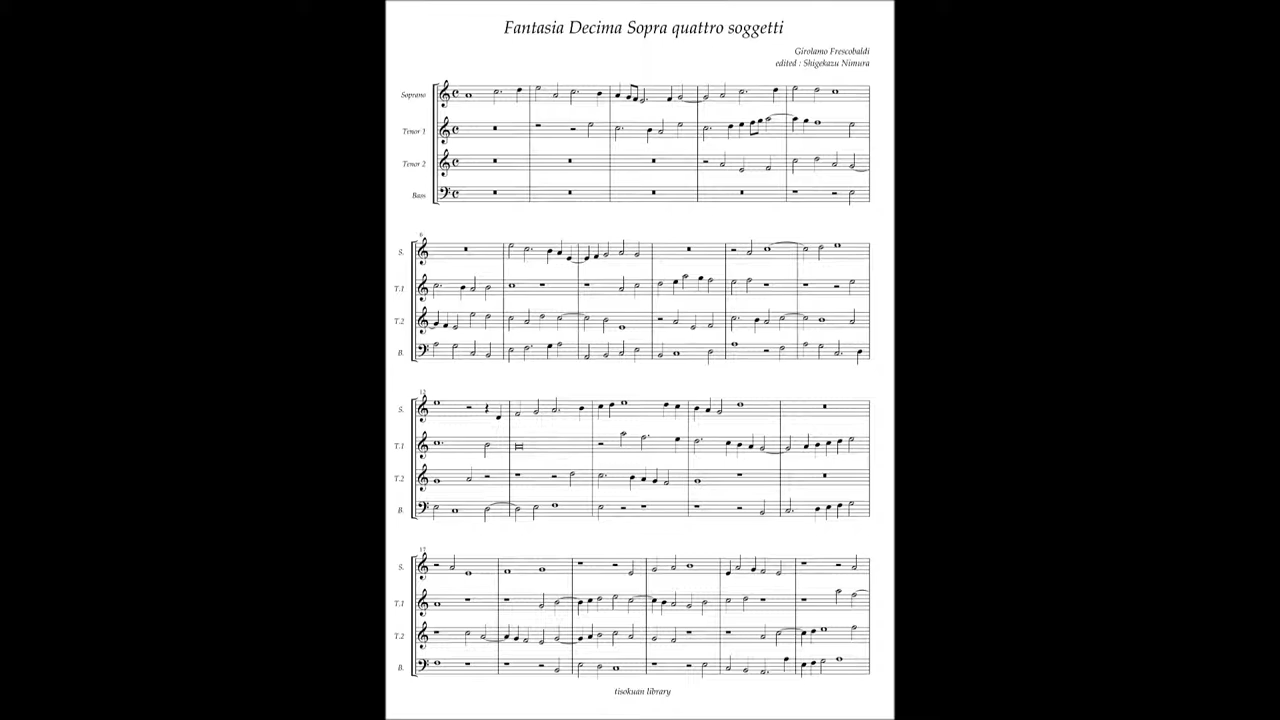 Fantasia Decima Sopra quattro soggetti
Girolamo Frescobaldi
edited : Shigekazu Nimura
Soprano
Tenor 1
Tenor 2
Bass
6
S.
T.1
T.2
B.
12
S.
T.1
T.2
B.
17
S.
T.1
T.2
B.
tisokuan library